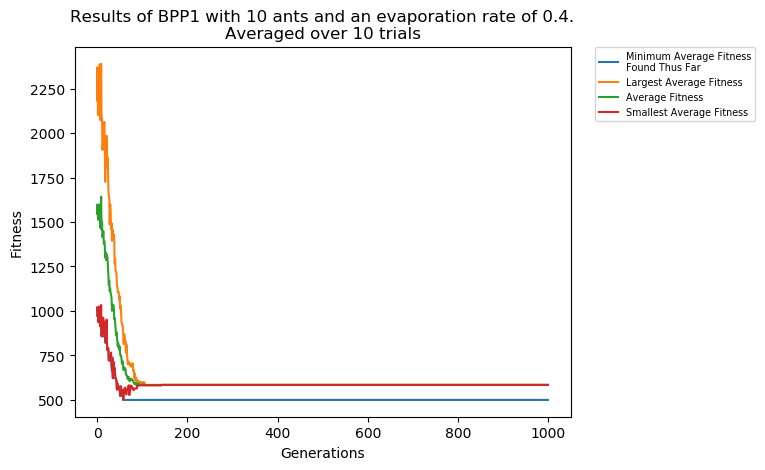 Results of BPP1 with 10 ants and an evaporation rate of 0.4.
Averaged over 10 trials
Fitness
2250
2000
1750
1500
1250
1000
750
500
0
200
400
600
800
1000
Generations
Minimum Average Fitness
Found Thus Far
Largest Average Fitness
Average Fitness
Smallest Average Fitness